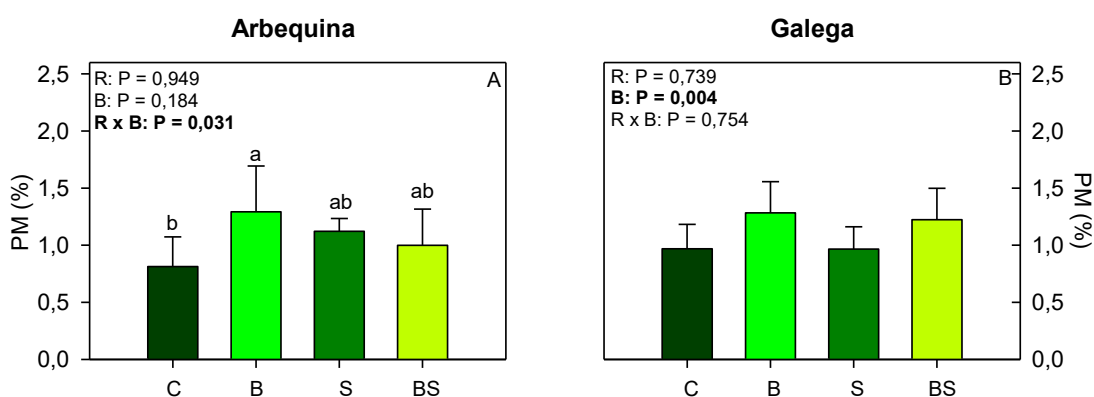 Arbequina
2,5
R: P = 0,949
A
B: P = 0,184
2,0
R x B: P = 0,031
a
1,5
ab
ab
b
PM (%)
1,0
0,5
0,0
C
B
S
BS
Galega
R: P = 0,739
B
2,5
B: P = 0,004
R x B: P = 0,754
2,0
1,5
PM (%)
1,0
0,5
0,0
C
B
S
BS